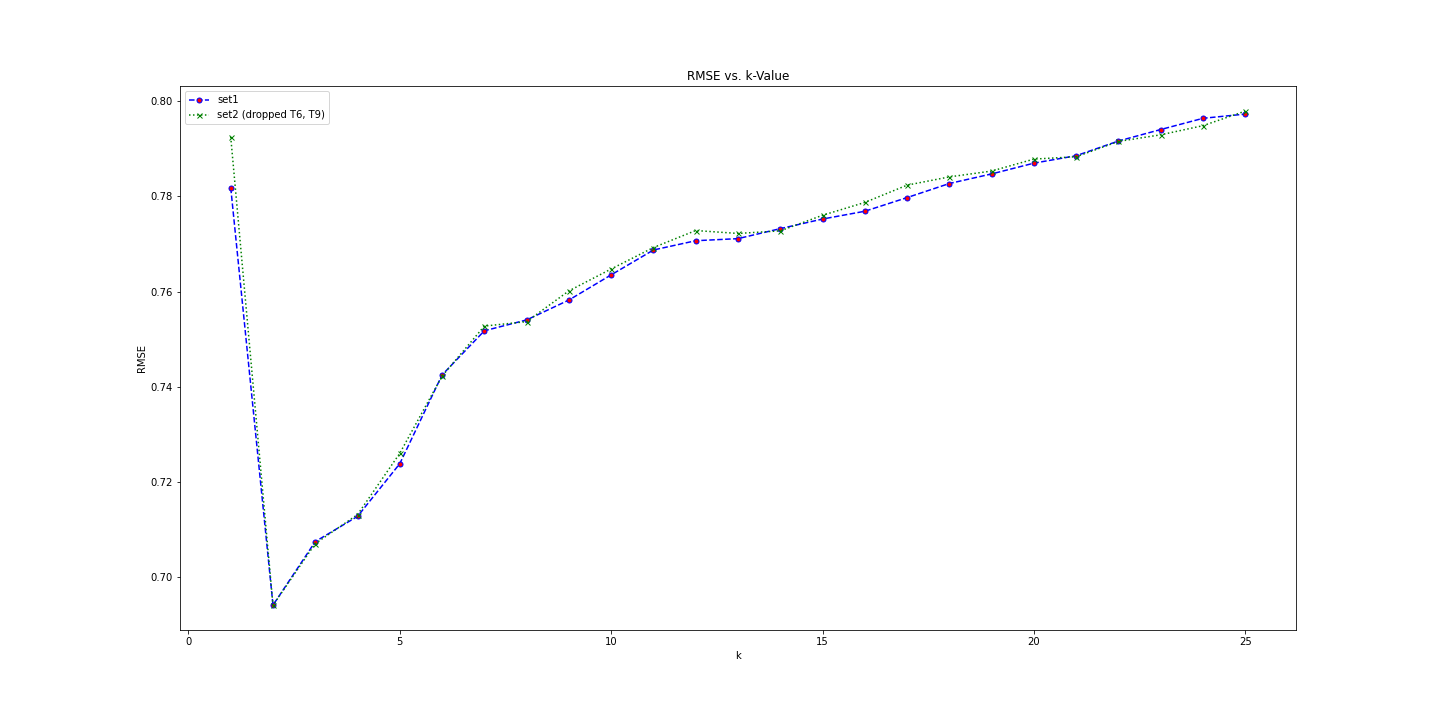 RMSE vs. k-Value
set1
set2 (dropped T6, T9)
0.80
0.78
0.76
0.74
0.72
0.70
RMSE
0 5 10 15 20 25
k